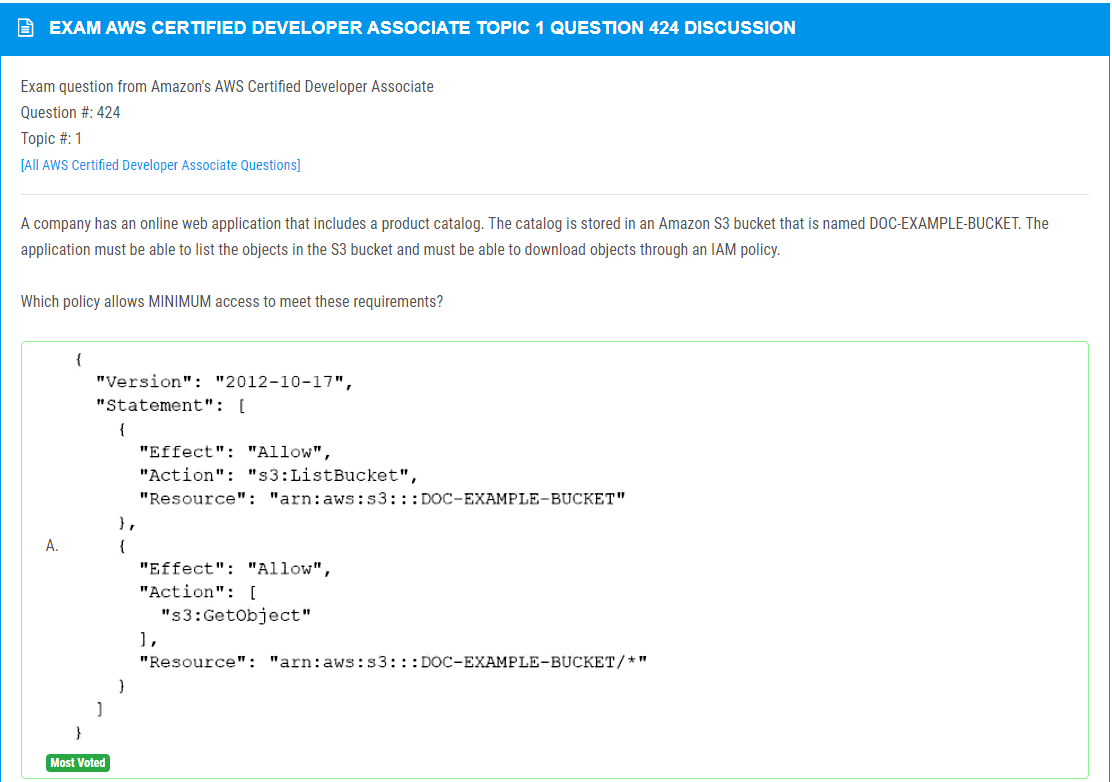 EXAM AWS CERTIFIED DEVELOPER ASSOCIATE TOPIC 1 QUESTION 424 DISCUSSION
Exam question from Amazon's AWS Certified Developer Associate
Question #: 424
Topic #: 1
[All AWS Certified Developer Associate Questions]
A company has an online web application that includes a product catalog. The catalog is stored in an Amazon S3 bucket that is named DOC-EXAMPLE-BUCKET. The
application must be able to list the objects in the S3 bucket and must be able to download objects through an IAM policy.
Which policy allows MINIMUM access to meet these requirements?
{
"Version": "2012-10-17",
"Statement": [
{
"Effect": "Allow",
"Action": "s3:ListBucket",
"Resource": "arn:aws:s3:::DOC-EXAMPLE-BUCKET"
},
A.
{
"Effect": "Allow",
"Action": [
"s3:GetObject"
],
"Resource": "arn:aws:s3:::DOC-EXAMPLE-BUCKET/*"
}
]
}
Most Voted